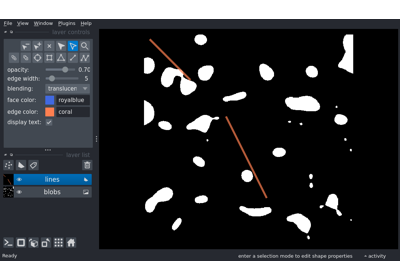 File View Window Plugins Help
layer controls
opacity: 0.70
edge width: 5
blending: translucen
face color: royalblue
edge color: coral
display text:
layer list
lines
blobs
Ready enter a selection mode to edit shape properties activity